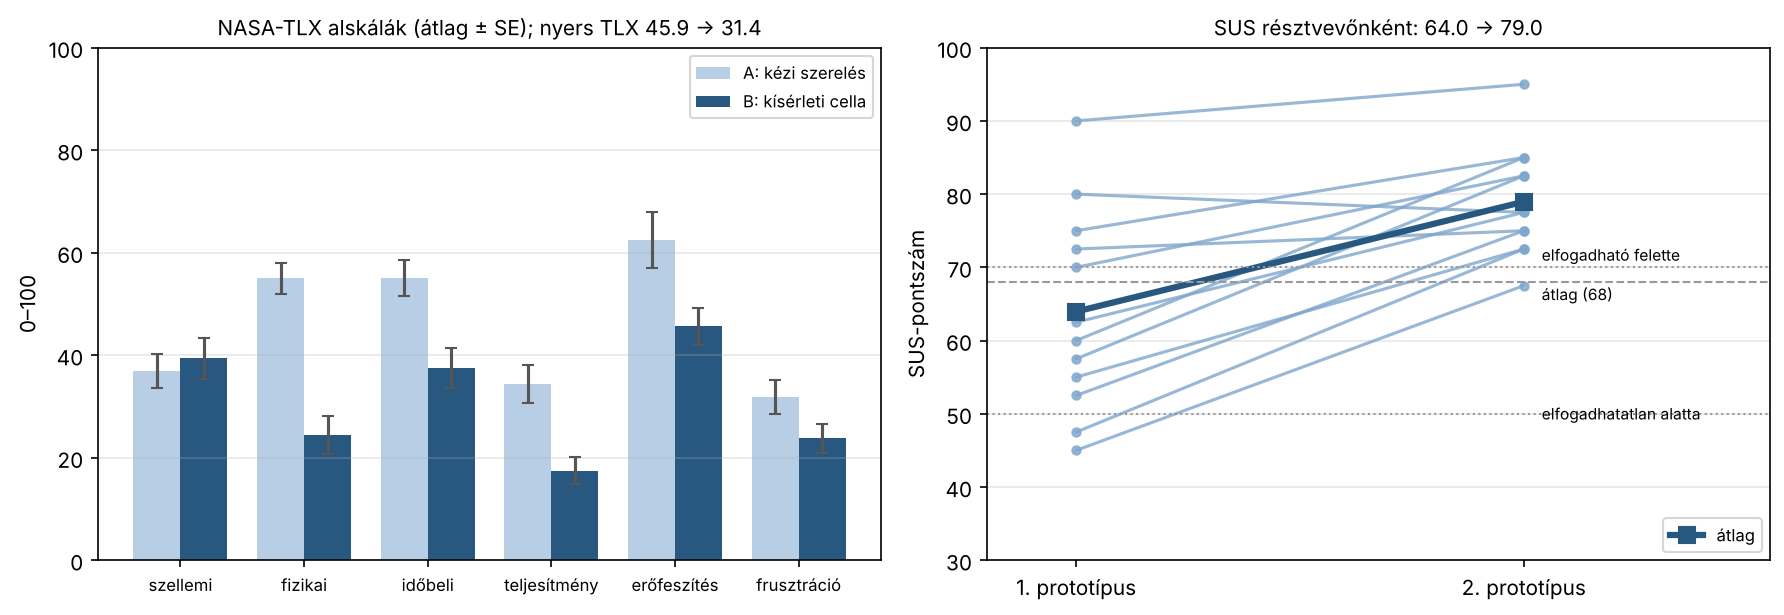 NASA-TLX alskálák (átlag ± SE); nyers TLX 45.9 → 31.4
0–100
100
80
60
40
20
0
A: kézi szerelés
B: kísérleti cella
szellemi
fizikai
időbeli
teljesítmény
erőfeszítés
frusztráció
SUS résztvevőnként: 64.0 → 79.0
SUS-pontszám
100
90
80
70
60
50
40
30
elfogadható felette
átlag (68)
elfogadhatatlan alatta
átlag
1. prototípus
2. prototípus